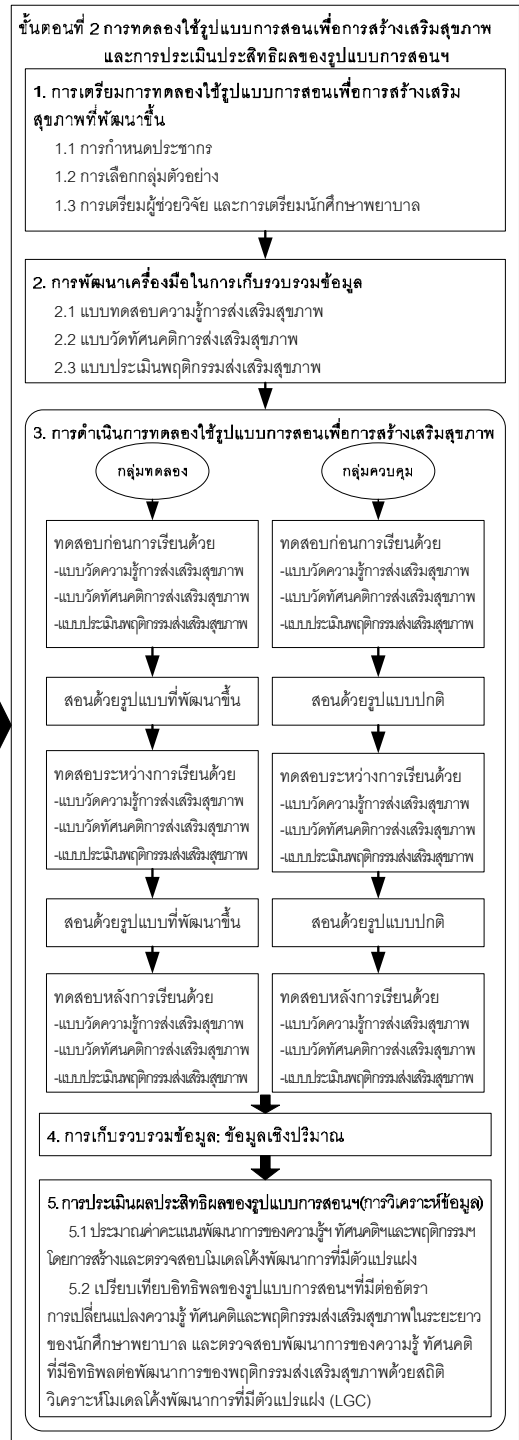 ขั้นตอนที่ 2 การทดลองใช้รูปแบบการสอนเพื่อการสร้างเสริมสุขภาพ
และการประเมินประสิทธิผลของรูปแบบการสอนฯ
1. การเตรียมการทดลองใช้รูปแบบการสอนเพื่อการสร้างเสริม
สุขภาพที่พัฒนาขึ้น
1.1 การกำหนดประชากร
1.2 การเลือกกลุ่มตัวอย่าง
1.3 การเตรียมผู้ช่วยวิจัย และการเตรียมนักศึกษาพยาบาล
2. การพัฒนาเครื่องมือในการเก็บรวบรวมข้อมูล
2.1 แบบทดสอบความรู้การส่งเสริมสุขภาพ
2.2 แบบวัดทัศนคติการส่งเสริมสุขภาพ
2.3 แบบประเมินพฤติกรรมส่งเสริมสุขภาพ
3. การดำเนินการทดลองใช้รูปแบบการสอนเพื่อการสร้างเสริมสุขภาพ
กลุ่มทดลอง
ทดสอบก่อนการเรียนด้วย
-แบบวัดความรู้การส่งเสริมสุขภาพ
-แบบวัดทัศนคติการส่งเสริมสุขภาพ
-แบบประเมินพฤติกรรมส่งเสริมสุขภาพ
สอนด้วยรูปแบบที่พัฒนาขึ้น
ทดสอบระหว่างการเรียนด้วย
-แบบวัดความรู้การส่งเสริมสุขภาพ
-แบบวัดทัศนคติการส่งเสริมสุขภาพ
-แบบประเมินพฤติกรรมส่งเสริมสุขภาพ
สอนด้วยรูปแบบที่พัฒนาขึ้น
ทดสอบหลังการเรียนด้วย
-แบบวัดความรู้การส่งเสริมสุขภาพ
-แบบวัดทัศนคติการส่งเสริมสุขภาพ
-แบบประเมินพฤติกรรมส่งเสริมสุขภาพ
กลุ่มควบคุม
ทดสอบก่อนการเรียนด้วย
-แบบวัดความรู้การส่งเสริมสุขภาพ
-แบบวัดทัศนคติการส่งเสริมสุขภาพ
-แบบประเมินพฤติกรรมส่งเสริมสุขภาพ
สอนด้วยรูปแบบปกติ
ทดสอบระหว่างการเรียนด้วย
-แบบวัดความรู้การส่งเสริมสุขภาพ
-แบบวัดทัศนคติการส่งเสริมสุขภาพ
-แบบประเมินพฤติกรรมส่งเสริมสุขภาพ
สอนด้วยรูปแบบปกติ
ทดสอบหลังการเรียนด้วย
-แบบวัดความรู้การส่งเสริมสุขภาพ
-แบบวัดทัศนคติการส่งเสริมสุขภาพ
-แบบประเมินพฤติกรรมส่งเสริมสุขภาพ
4. การเก็บรวบรวมข้อมูล: ข้อมูลเชิงปริมาณ
5. การประเมินผลประสิทธิผลของรูปแบบการสอนฯ(การวิเคราะห์ข้อมูล)
5.1 ประมาณค่าคะแนนพัฒนาการของความรู้ฯ ทัศนคติฯและพฤติกรรมฯ
โดยการสร้างและตรวจสอบโมเดลโค้งพัฒนาการที่มีตัวแปรแฝง
5.2 เปรียบเทียบอิทธิพลของรูปแบบการสอนฯที่มีต่ออัตรา
การเปลี่ยนแปลงความรู้ ทัศนคติและพฤติกรรมส่งเสริมสุขภาพในระยะยาว
ของนักศึกษาพยาบาล และตรวจสอบพัฒนาการของความรู้ ทัศนคติ
ที่มีอิทธิพลต่อพัฒนาการของพฤติกรรมส่งเสริมสุขภาพด้วยสถิติ
วิเคราะห์โมเดลโค้งพัฒนาการที่มีตัวแปรแฝง (LGC)